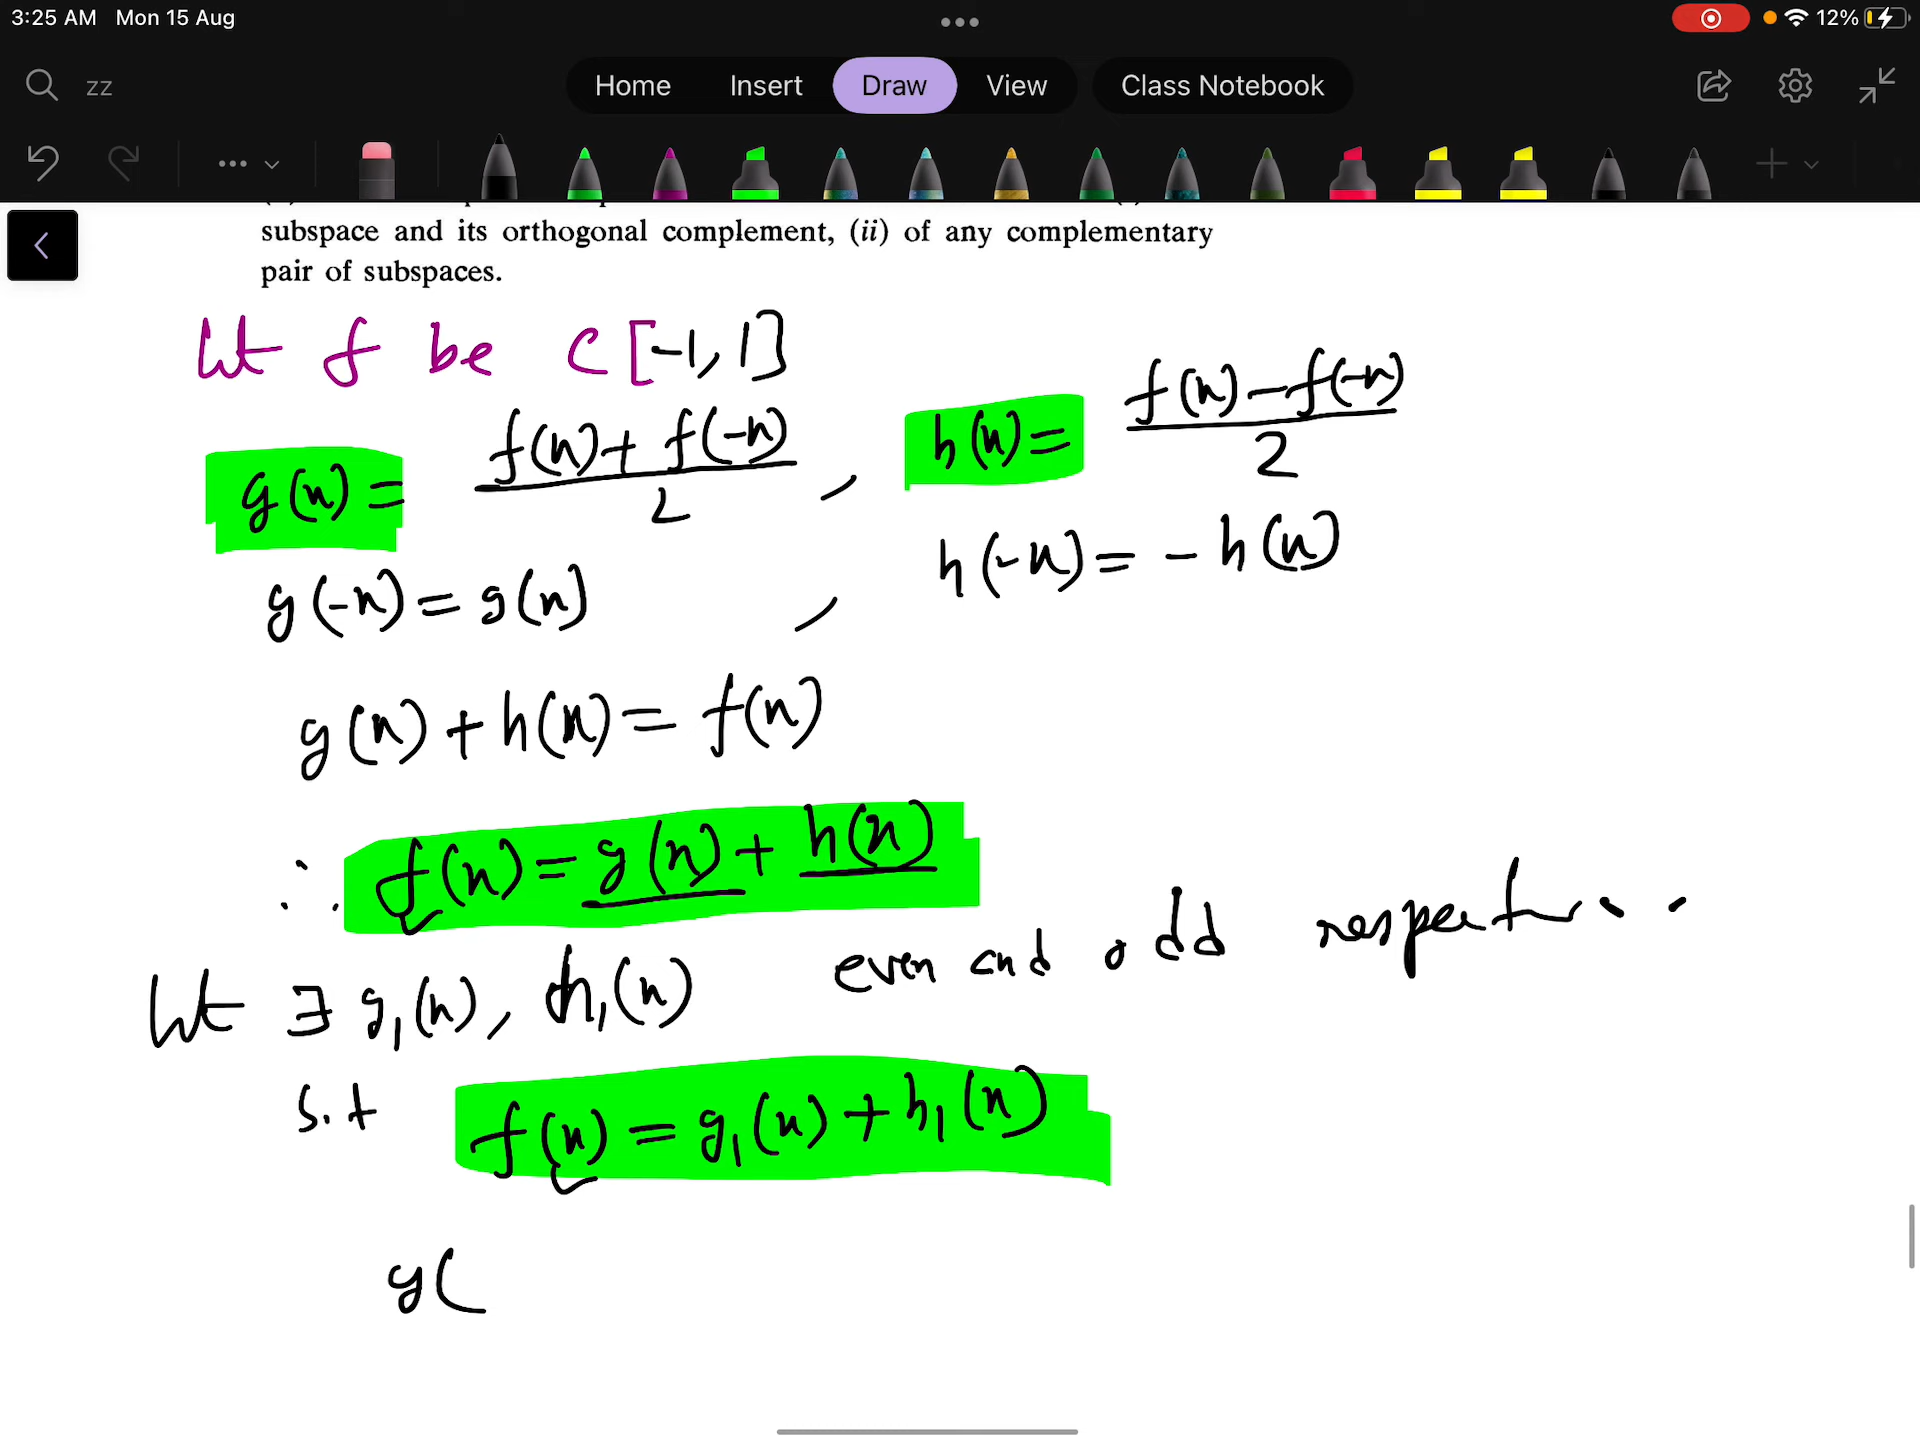 3:25 AM Mon 15 Aug
12%
zz
Home Insert Draw View Class Notebook
subspace and its orthogonal complement, (ii) of any complementary
pair of subspaces.
let f be C[-1, 1]
g(x) = f(x) + f(-x) / 2 , h(x) = f(x) - f(-x) / 2
g(-x) = g(x) , h(-x) = - h(x)
g(x) + h(x) = f(x)
∴ f(x) = g(x) + h(x)
let ∃ g₁(x), h₁(x) even and odd
s.t f(x) = g₁(x) + h₁(x)
g(